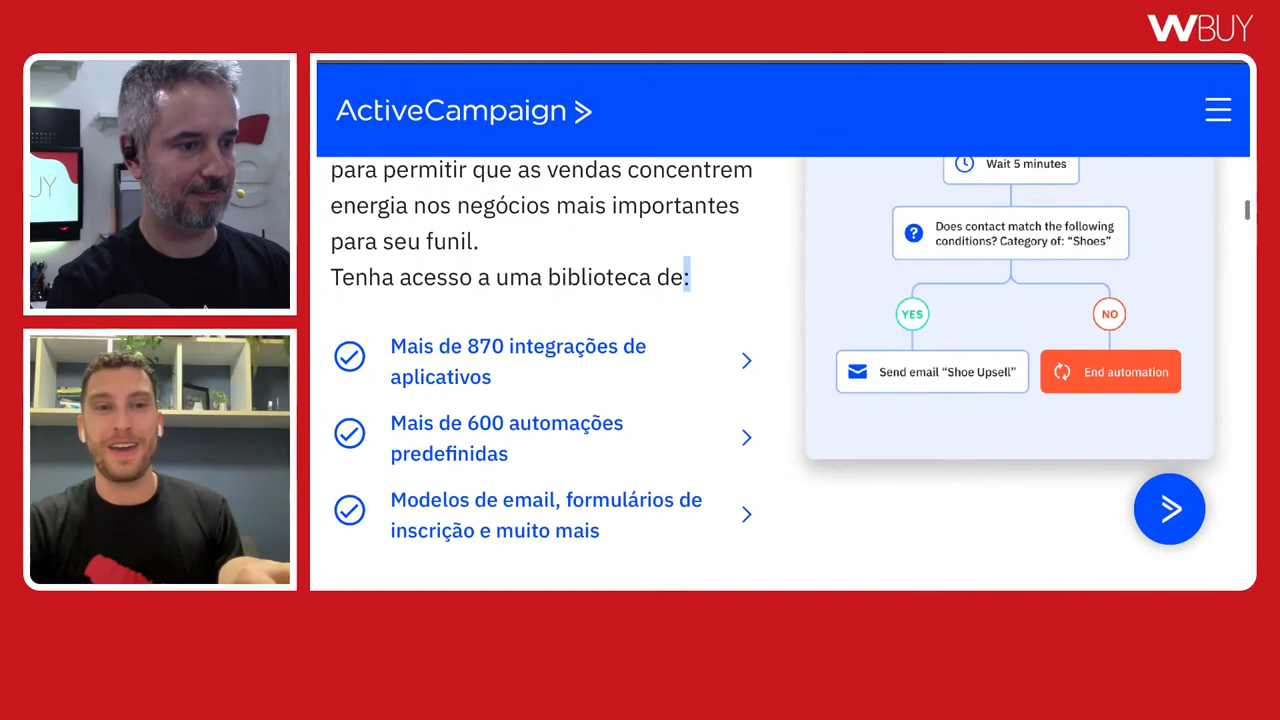 WBUY
UY
ActiveCampaign
para permitir que as vendas concentrem
energia nos negócios mais importantes
para seu funil.
Tenha acesso a uma biblioteca de:
Mais de 870 integrações de
aplicativos
Mais de 600 automações
predefinidas
Modelos de email, formulários de
inscrição e muito mais
Wait 5 minutes
Does contact match the following
conditions? Category of: “Shoes”
YES
NO
Send email “Shoe Upsell”
End automation